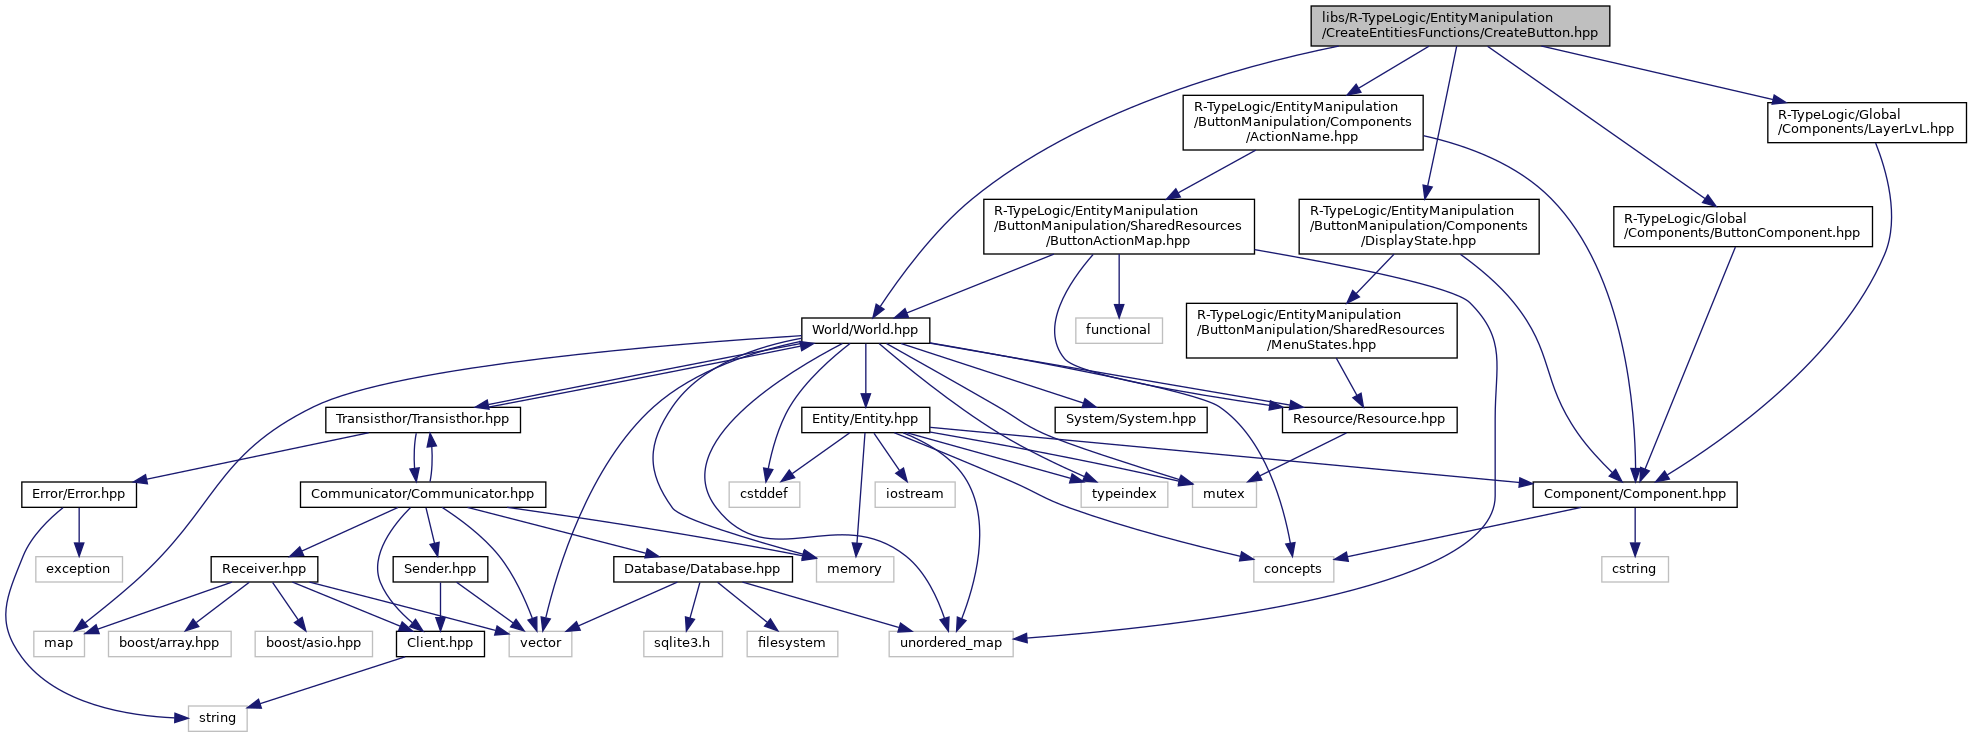 libs/R-TypeLogic/EntityManipulation
/CreateEntitiesFunctions/CreateButton.hpp
R-TypeLogic/EntityManipulation
/ButtonManipulation/Components
/ActionName.hpp
R-TypeLogic/Global
/Components/LayerLvL.hpp
R-TypeLogic/EntityManipulation
/ButtonManipulation/SharedResources
/ButtonActionMap.hpp
R-TypeLogic/EntityManipulation
/ButtonManipulation/Components
/DisplayState.hpp
R-TypeLogic/Global
/Components/ButtonComponent.hpp
World/World.hpp
functional
R-TypeLogic/EntityManipulation
/ButtonManipulation/SharedResources
/MenuStates.hpp
Transisthor/Transisthor.hpp
Entity/Entity.hpp
System/System.hpp
Resource/Resource.hpp
Error/Error.hpp
Communicator/Communicator.hpp
cstddef
iostream
typeindex
mutex
Component/Component.hpp
exception
Receiver.hpp
Sender.hpp
Database/Database.hpp
memory
concepts
cstring
map
boost/array.hpp
boost/asio.hpp
Client.hpp
vector
sqlite3.h
filesystem
unordered_map
string